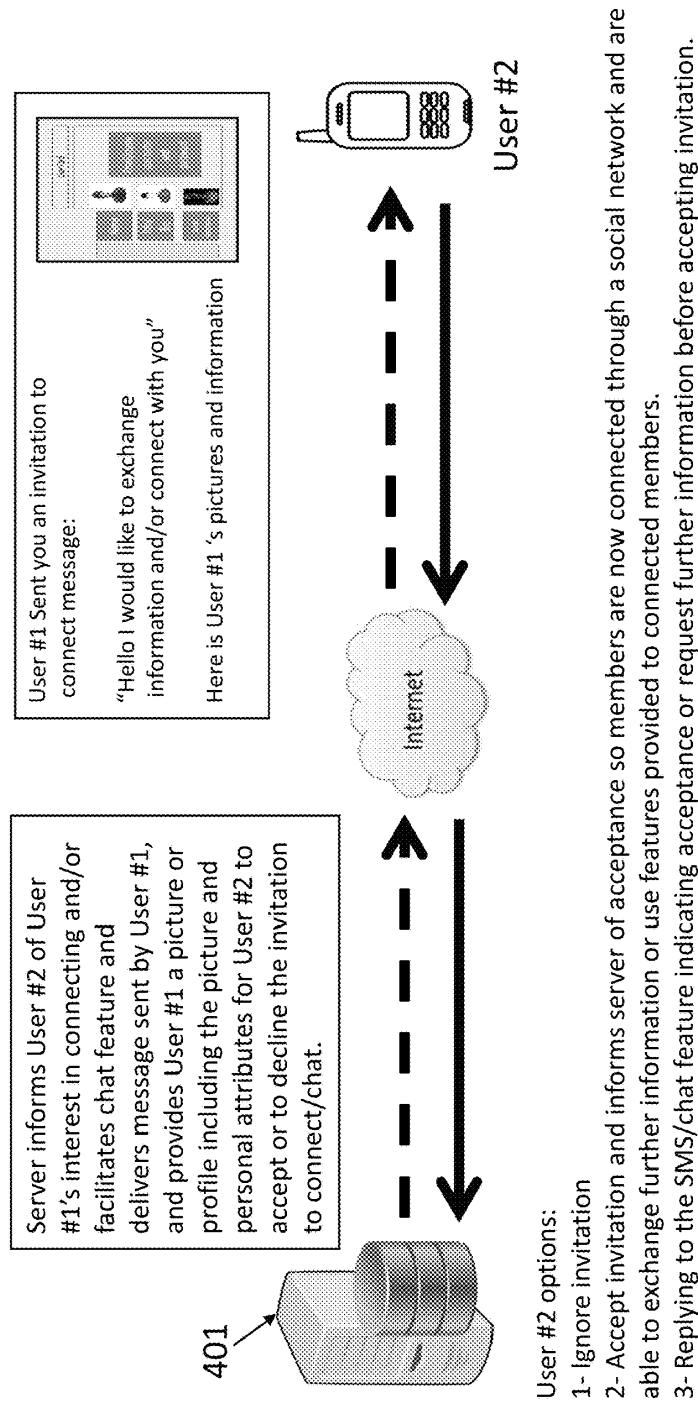 Server informs User #2 of User
#1's interest in connecting and/or
facilitates chat feature and
delivers message sent by User #1,
and provides User #1 a picture or
profile including the picture and
personal attributes for User #2 to
accept or to decline the invitation
to connect/chat.
User #1 Sent you an invitation to
connect message:
“Hello I would like to exchange
information and/or connect with you”
Here is User #1 ‘s pictures and information
401
Internet
User #2
User #2 options:
1- Ignore invitation
2- Accept invitation and informs server of acceptance so members are now connected through a social network and are
able to exchange further information or use features provided to connected members.
3- Replying to the SMS/chat feature indicating acceptance or request further information before accepting invitation.